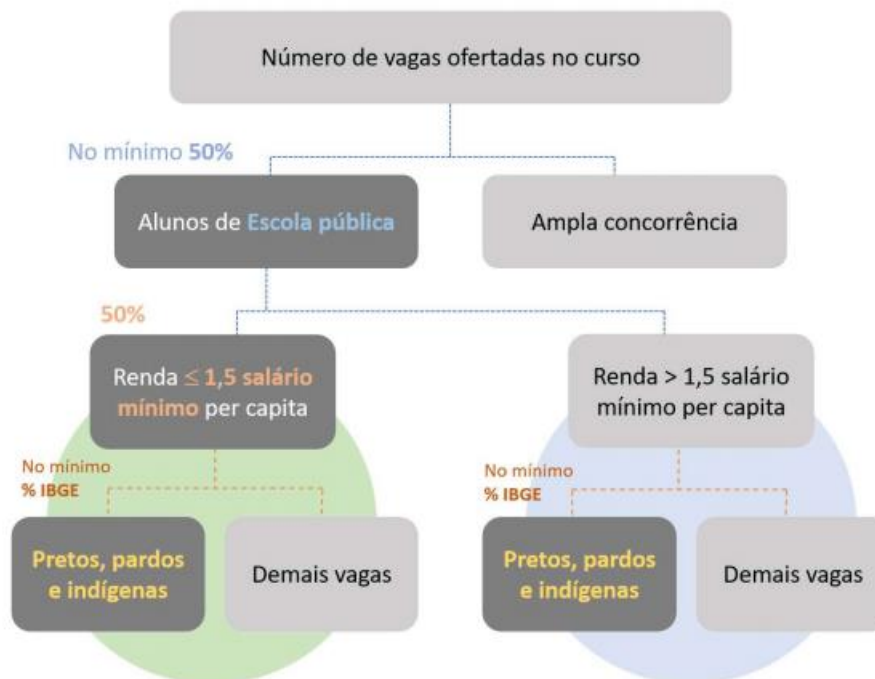 Número de vagas ofertadas no curso
No mínimo 50%
Alunos de Escola pública
Ampla concorrência
50%
Renda ≤ 1,5 salário
mínimo per capita
Renda > 1,5 salário
mínimo per capita
No mínimo
% IBGE
No mínimo
% IBGE
Pretos, pardos
e indígenas
Demais vagas
Pretos, pardos
e indígenas
Demais vagas